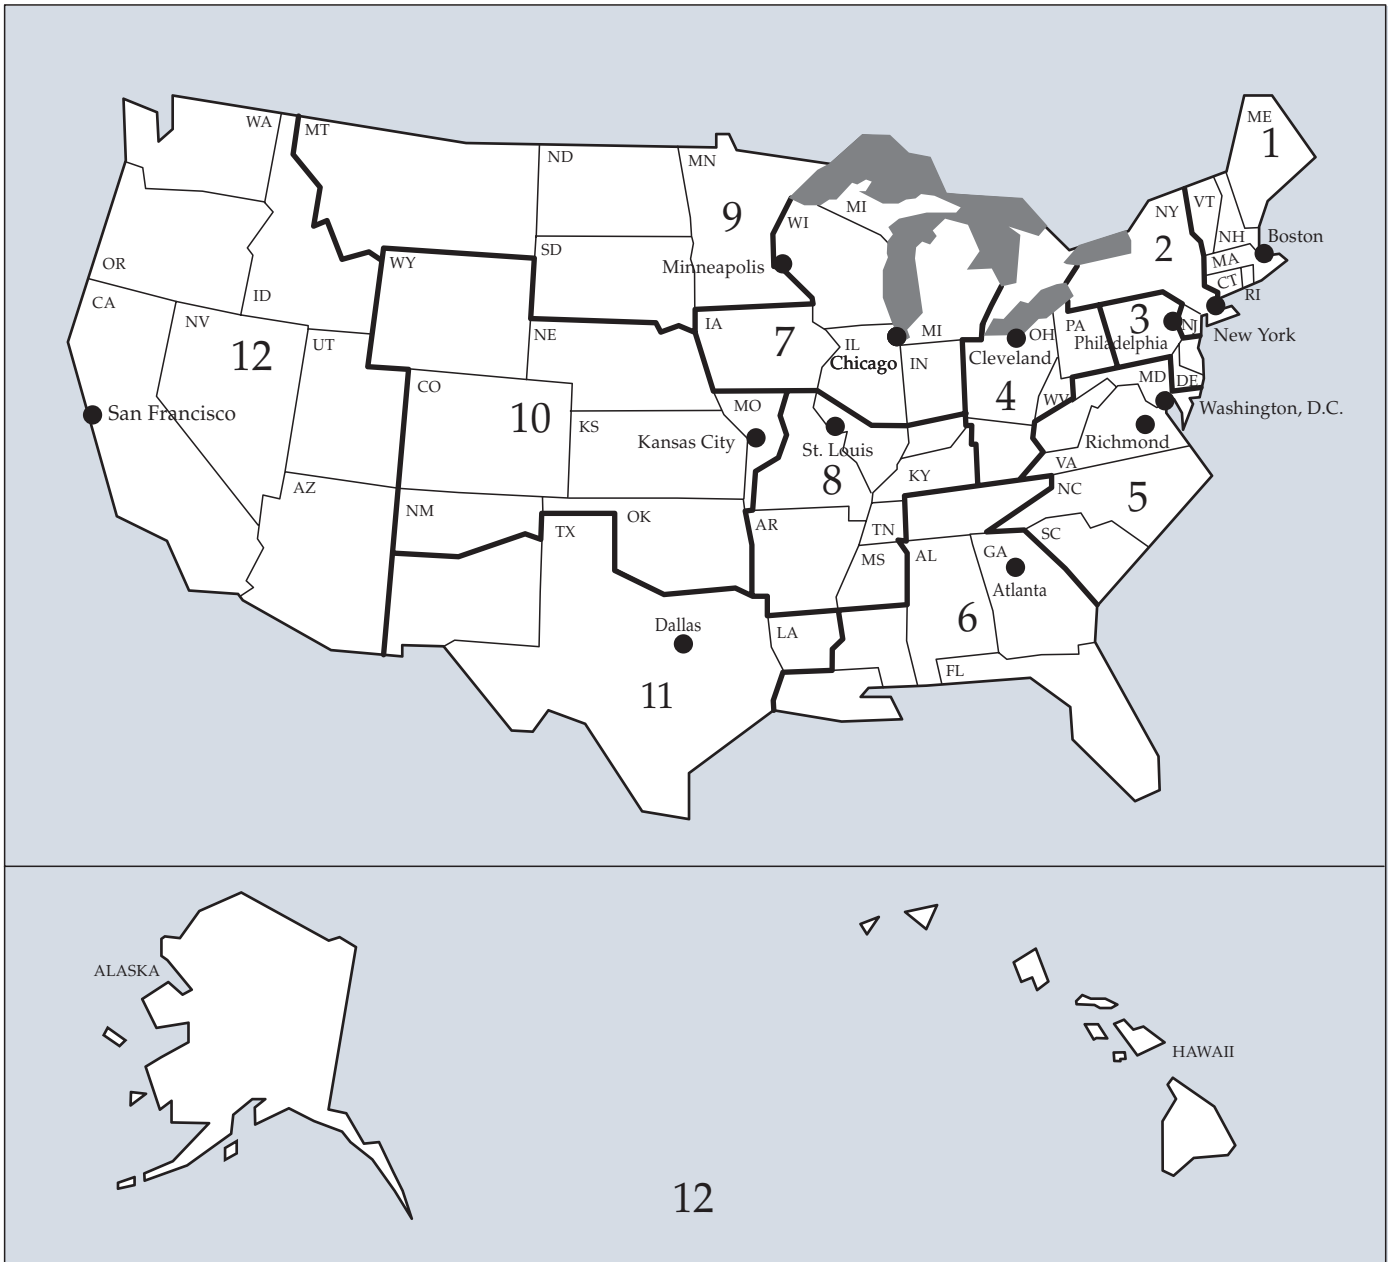 ME
1
WA
MT
ND
MN
VT
NY
MI
WI
9
2
NH
Boston
SD
OR
WY
Minneapolis
MA
CT
RI
ID
CA
NV
IA
7
NE
UT
12
IL
MI
Chicago
IN
OH
Cleveland
PA
3
NJ
Philadelphia
New York
CO
10
KS
MO
4
WV
MD
DE
Washington, D.C.
San Francisco
Kansas City
St. Louis
Richmond
8
KY
VA
AZ
NM
NC
5
TX
OK
AR
TN
SC
MS
AL
GA
Atlanta
6
Dallas
LA
FL
11
ALASKA
HAWAII
12